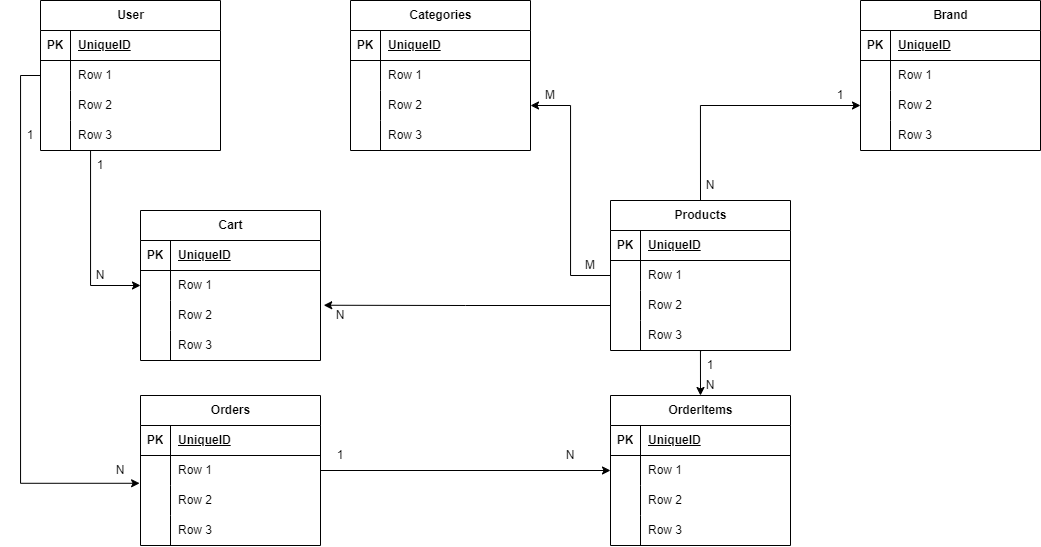 User
PK UniqueID
Row 1
Row 2
Row 3
Categories
PK UniqueID
Row 1
Row 2
Row 3
Brand
PK UniqueID
Row 1
Row 2
Row 3
1
1
M
1
N
Cart
PK UniqueID
Row 1
Row 2
Row 3
N
Products
PK UniqueID
Row 1
Row 2
Row 3
M
N
1
N
Orders
PK UniqueID
Row 1
Row 2
Row 3
N
1
N
OrderItems
PK UniqueID
Row 1
Row 2
Row 3